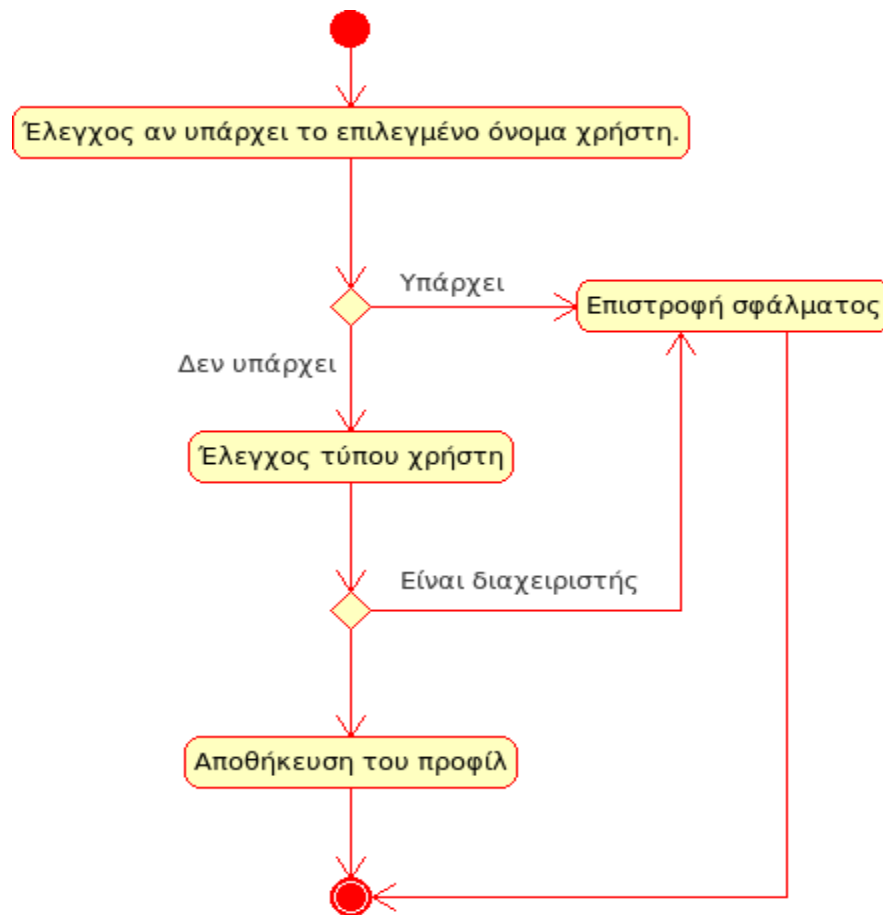 Έλεγχος αν υπάρχει το επιλεγμένο όνομα χρήστη.
Υπάρχει
Επιστροφή σφάλματος
Δεν υπάρχει
Έλεγχος τύπου χρήστη
Είναι διαχειριστής
Αποθήκευση του προφίλ